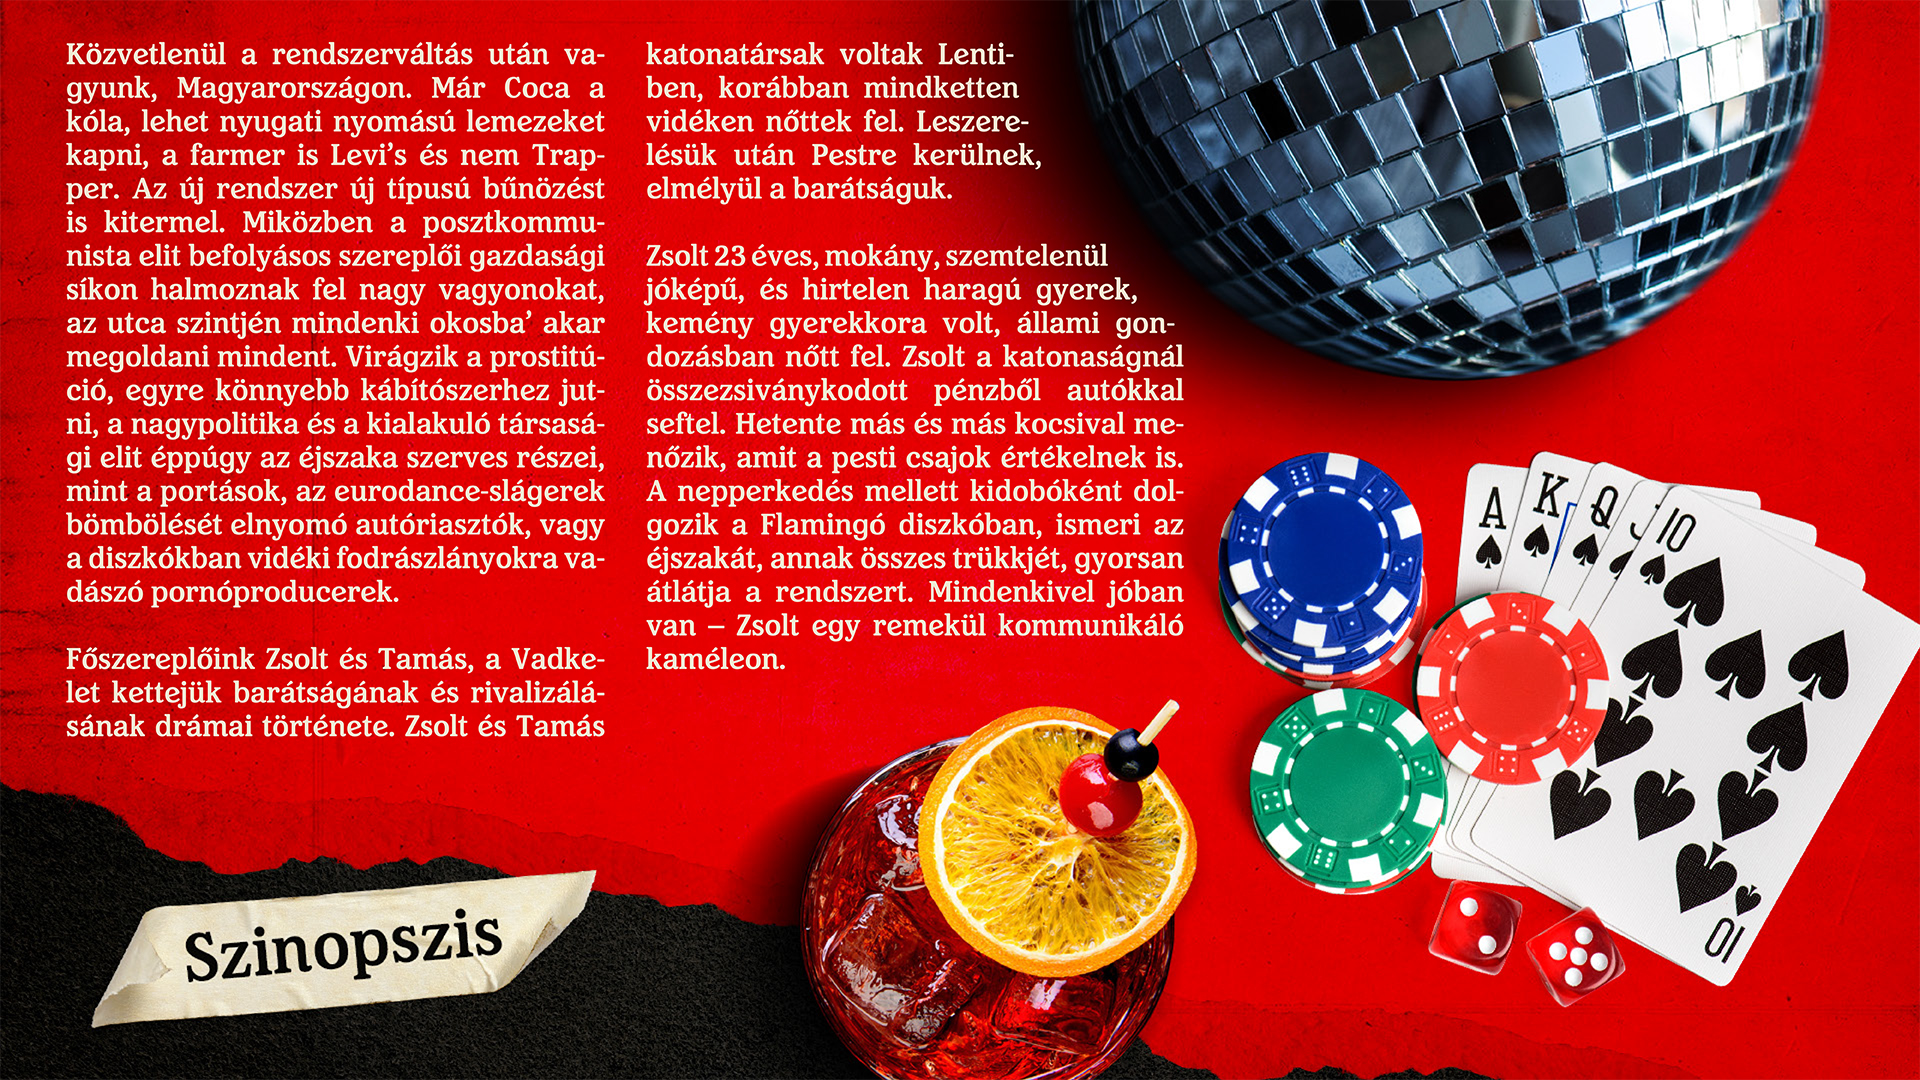 Közvetlenül a rendszerváltás után va-
gyunk, Magyarországon. Már Coca a
kóla, lehet nyugati nyomású lemezeket
kapni, a farmer is Levi’s és nem Trap-
per. Az új rendszer új típusú bűnözést
is kitermel. Miközben a posztkommu-
nista elit befolyásos szereplői gazdasági
síkon halmoznak fel nagy vagyonokat,
az utca szintjén mindenki okosba’ akar
megoldani mindent. Virágzik a prostitú-
ció, egyre könnyebb kábítószerhez jut-
ni, a nagypolitika és a kialakuló társasá-
gi elit éppúgy az éjszaka szerves részei,
mint a portások, az eurodance-slágerek
bömbölését elnyomó autóriasztók, vagy
a diszkókban vidéki fodrászlányokra va-
dászó pornóproducerek.
Főszereplőink Zsolt és Tamás, a Vadke-
let kettejük barátságának és rivalizálá-
sának drámai története. Zsolt és Tamás
katonatársak voltak Lenti-
ben, korábban mindketten
vidéken nőttek fel. Leszere-
lésük után Pestre kerülnek,
elmélyül a barátságuk.
Zsolt 23 éves, mokány, szemtelenül
jóképű, és hirtelen haragú gyerek,
kemény gyerekkora volt, állami gon-
dozásban nőtt fel. Zsolt a katonaságnál
összezsiványkodott pénzből autókkal
seftel. Hetente más és más kocsival me-
nőzik, amit a pesti csajok értékelnek is.
A nepperkedés mellett kidobóként dol-
gozik a Flamingó diszkóban, ismeri az
éjszakát, annak összes trükkjét, gyorsan
átlátja a rendszert. Mindenkivel jóban
van – Zsolt egy remekül kommunikáló
kaméleon.
A K Q J 10
10
Szinopszis